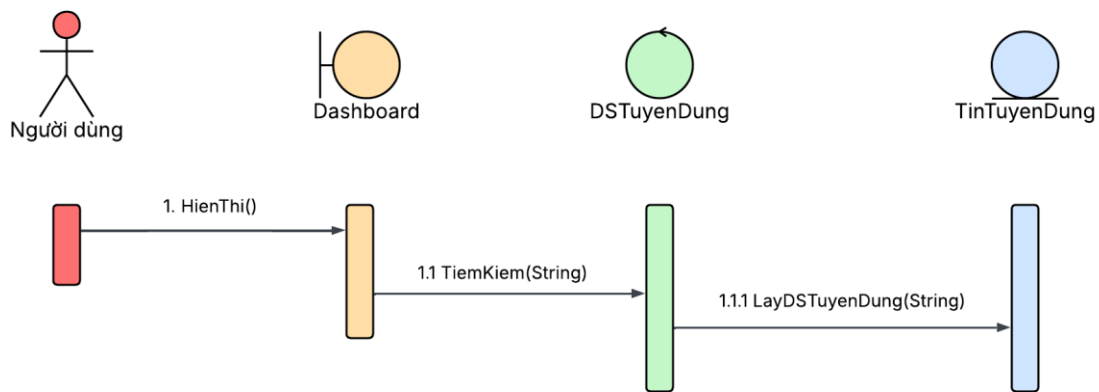 Người dùng
Dashboard
DSTuyenDung
TinTuyenDung
1. HienThi()
1.1 TiemKiem(String)
1.1.1 LayDSTuyenDung(String)